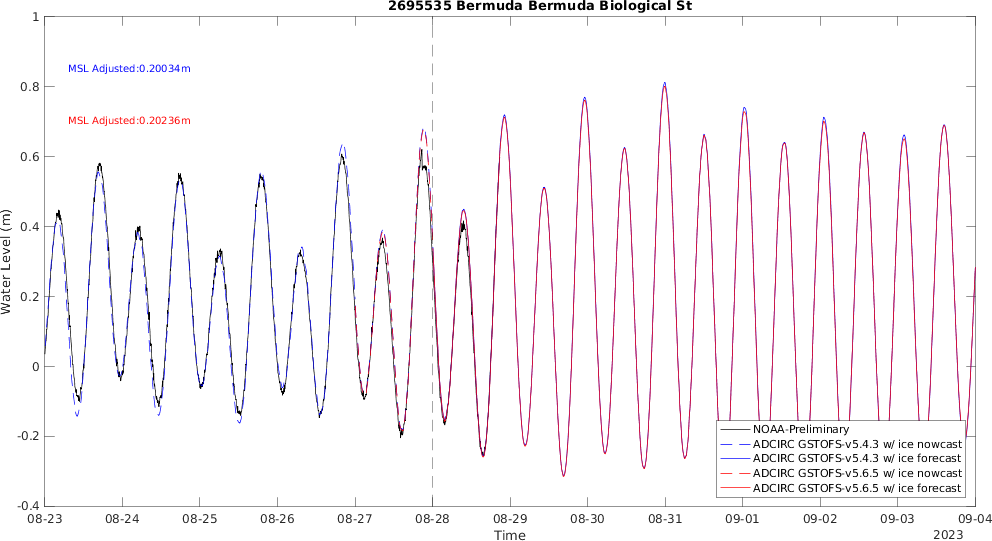 2695535 Bermuda Bermuda Biological St
1
MSL Adjusted:0.20034m
0.8
MSL Adjusted:0.20236m
0.6
0.4
Water Level (m)
0.2
0
-0.2
NOAA-Preliminary
ADCIRC GSTOFS-v5.4.3 w/ ice nowcast
ADCIRC GSTOFS-v5.4.3 w/ ice forecast
ADCIRC GSTOFS-v5.6.5 w/ ice nowcast
ADCIRC GSTOFS-v5.6.5 w/ ice forecast
-0.4
08-23 08-24 08-25 08-26 08-27 08-28 08-29 08-30 08-31 09-01 09-02 09-03 09-04
Time
2023